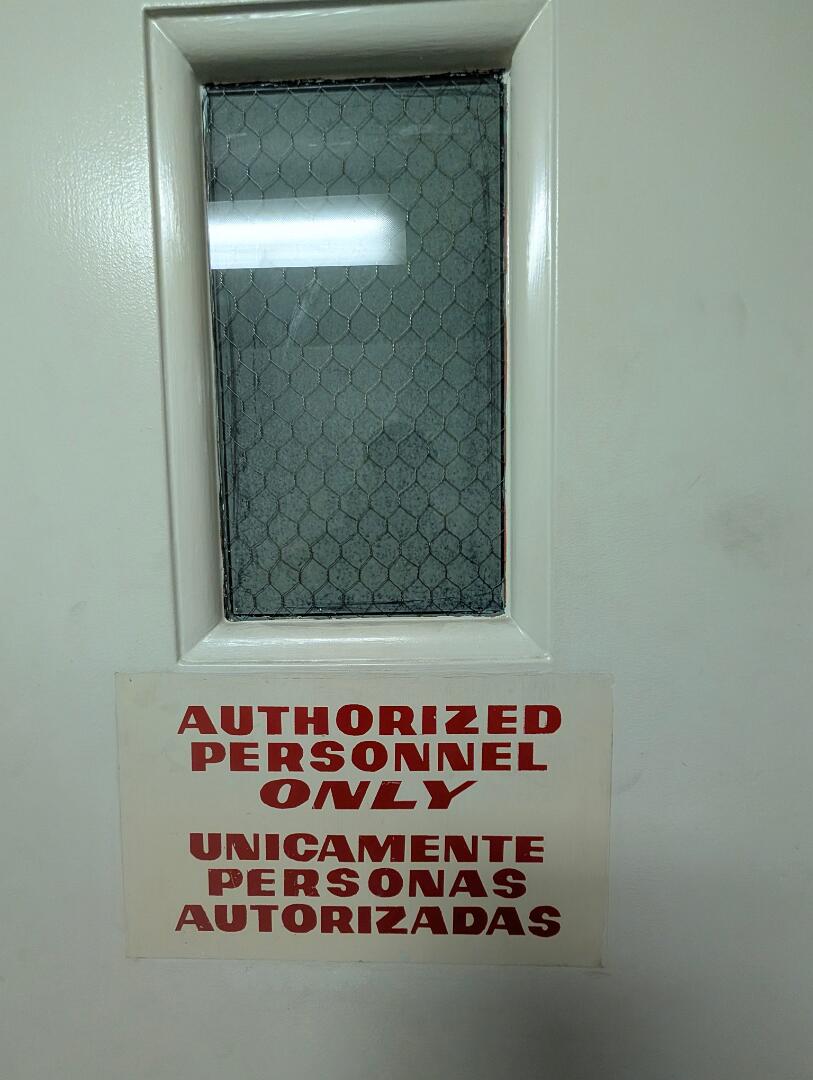 AUTHORIZED
PERSONNEL
ONLY
UNICAMENTE
PERSONAS
AUTORIZADAS